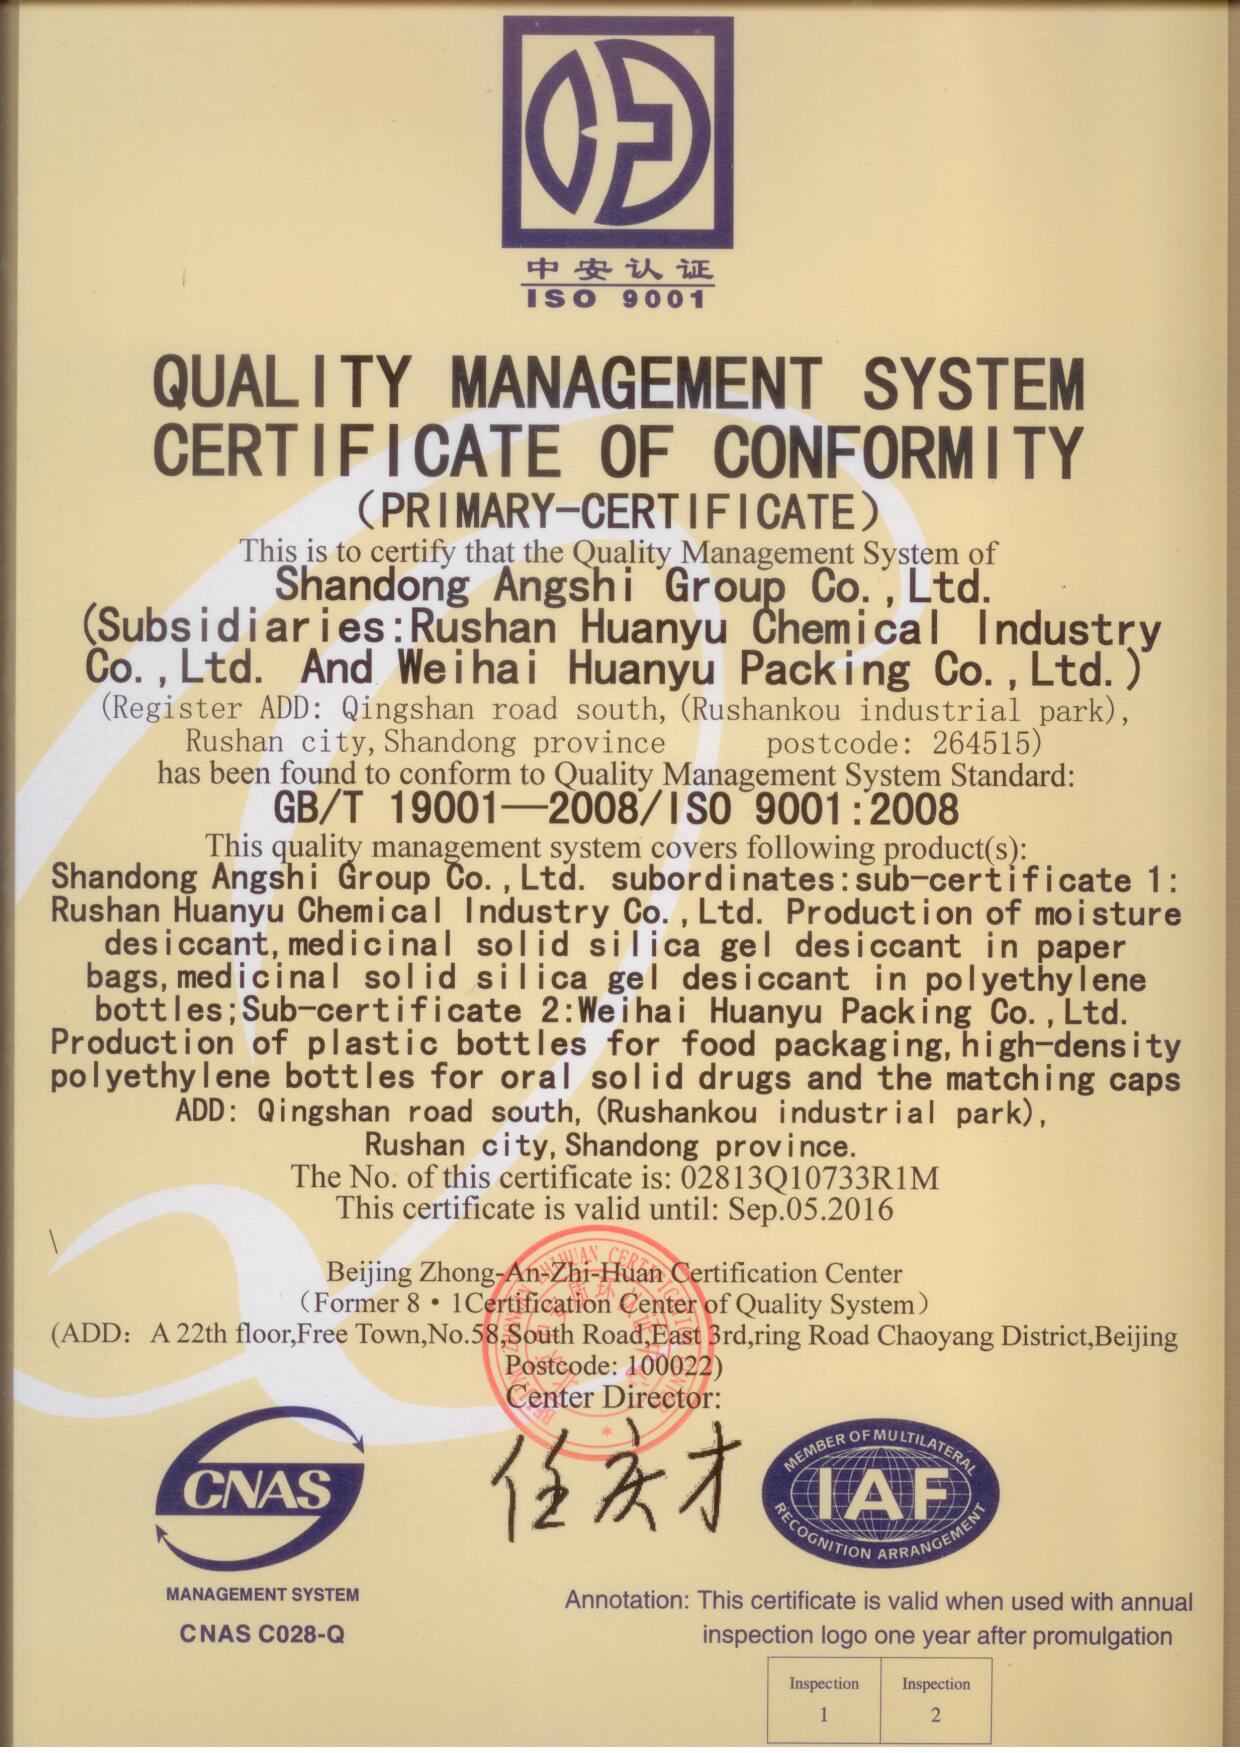 中安认证
ISO 9001
QUALITY MANAGEMENT SYSTEM
CERTIFICATE OF CONFORMITY
(PRIMARY-CERTIFICATE)
This is to certify that the Quality Management System of
Shandong Angshi Group Co.,Ltd.
(Subsidiaries:Rushan Huanyu Chemical Industry
Co.,Ltd. And Weihai Huanyu Packing Co.,Ltd.)
(Register ADD: Qingshan road south,(Rushankou industrial park),
Rushan city,Shandong province postcode: 264515)
has been found to conform to Quality Management System Standard:
GB/T 19001—2008/ISO 9001:2008
This quality management system covers following product(s):
Shandong Angshi Group Co.,Ltd. subordinates:sub-certificate 1:
Rushan Huanyu Chemical Industry Co.,Ltd. Production of moisture
desiccant,medicinal solid silica gel desiccant in paper
bags,medicinal solid silica gel desiccant in polyethylene
bottles;Sub-certificate 2:Weihai Huanyu Packing Co.,Ltd.
Production of plastic bottles for food packaging,high-density
polyethylene bottles for oral solid drugs and the matching caps
ADD: Qingshan road south,(Rushankou industrial park),
Rushan city,Shandong province.
The No. of this certificate is: 02813Q10733R1M
This certificate is valid until: Sep.05.2016
Beijing Zhong-An-Zhi-Huan Certification Center
(Former 8·1Certification Center of Quality System)
(ADD: A 22th floor,Free Town,No.58,South Road,East 3rd,ring Road Chaoyang District,Beijing
Postcode: 100022)
Center Director:
任庆才
CNAS
MANAGEMENT SYSTEM
CNAS C028-Q
MEMBER OF MULTILATERAL
IAF
RECOGNITION ARRANGEMENT
Annotation: This certificate is valid when used with annual
inspection logo one year after promulgation
Inspection Inspection
1 2